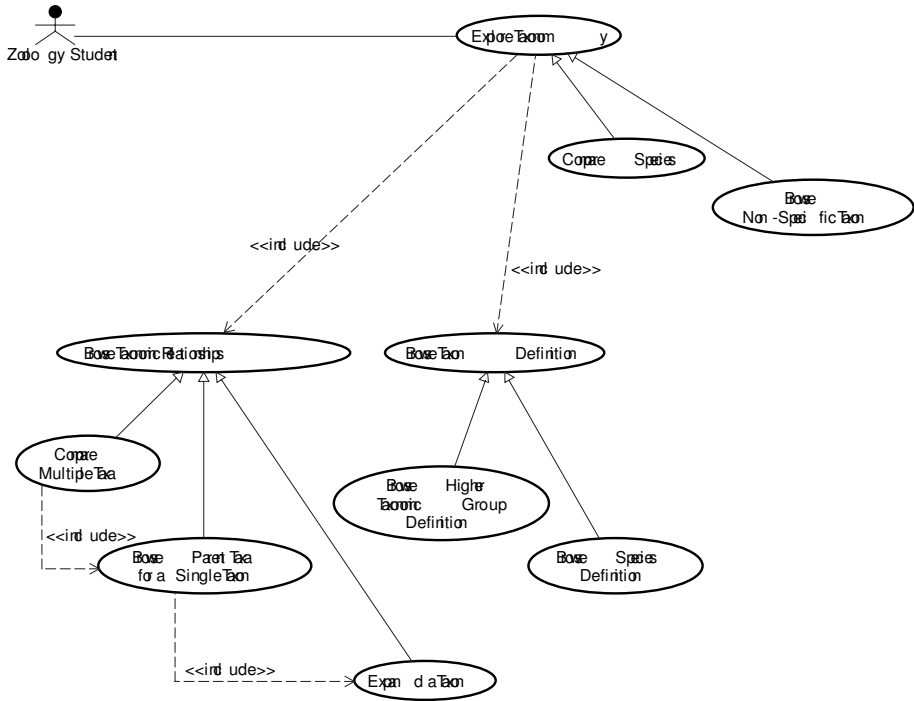 Explore Taxonomy
Zoology Student
Compare Species
Browse
Non-Specific Taxon
<<include>>
<<include>>
Browse Taxonomic Relationships
Browse Taxon Definition
Compare
Multiple Taxa
Browse Higher
Taxonomic Group
Definition
<<include>>
Browse Parent Taxa
for a Single Taxon
Browse Species
Definition
<<include>>
Expand a Taxon